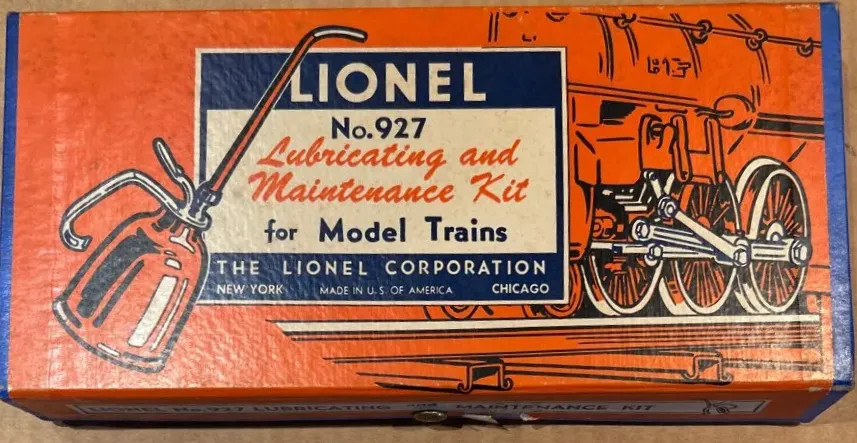 LIONEL
No.927
Lubricating and
Maintenance Kit
for Model Trains
THE LIONEL CORPORATION
NEW YORK MADE IN U.S. OF AMERICA CHICAGO
LIONEL No.927 LUBRICATING and MAINTENANCE KIT